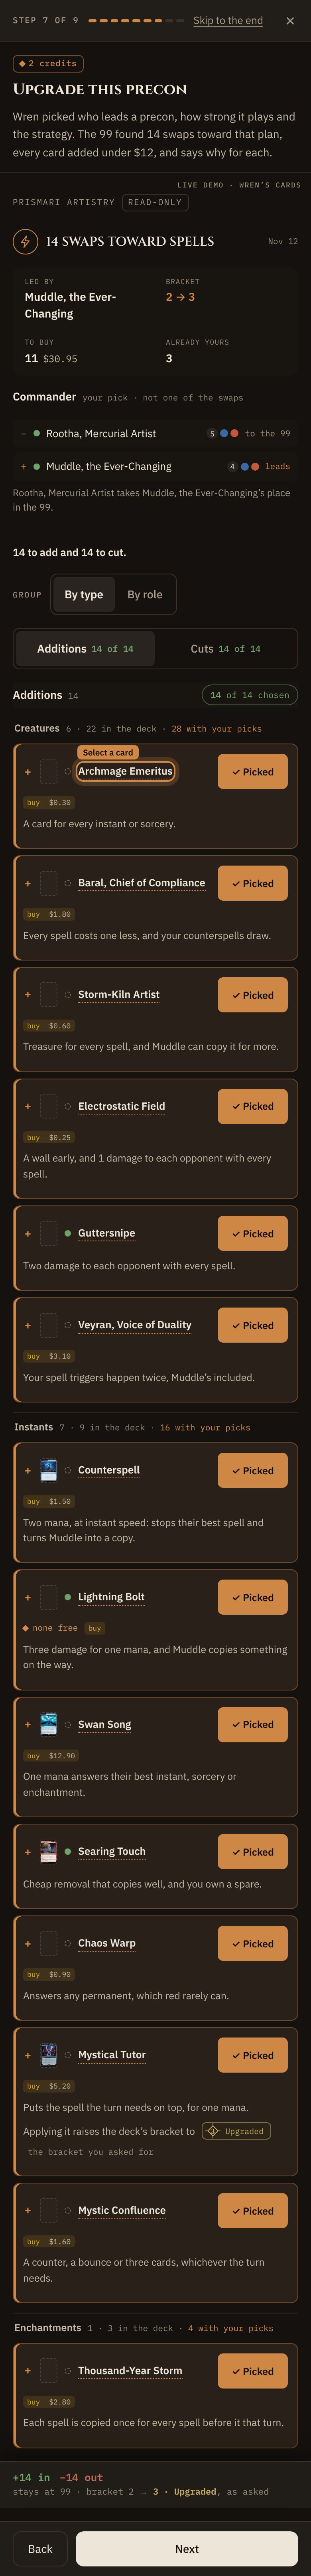 STEP 7 OF 9 Skip to the end ×
◆ 2 credits
Upgrade this precon
Wren picked who leads a precon, how strong it plays and
the strategy. The 99 found 14 swaps toward that plan,
every card added under $12, and says why for each.
LIVE DEMO · WREN'S CARDS
PRISMARI ARTISTRY READ-ONLY
14 SWAPS TOWARD SPELLS Nov 12
LED BY BRACKET
Muddle, the Ever- 2 → 3
Changing
TO BUY ALREADY YOURS
11 $30.95 3
Commander your pick · not one of the swaps
− Rootha, Mercurial Artist 5 to the 99
+ Muddle, the Ever-Changing 4 leads
Rootha, Mercurial Artist takes Muddle, the Ever-Changing's place
in the 99.
14 to add and 14 to cut.
GROUP By type By role
Additions 14 of 14 Cuts 14 of 14
Additions 14 14 of 14 chosen
Creatures 6 · 22 in the deck · 28 with your picks
Select a card
+ Archmage Emeritus ✓ Picked
buy $0.30
A card for every instant or sorcery.
+ Baral, Chief of Compliance ✓ Picked
buy $1.80
Every spell costs one less, and your counterspells draw.
+ Storm-Kiln Artist ✓ Picked
buy $0.60
Treasure for every spell, and Muddle can copy it for more.
+ Electrostatic Field ✓ Picked
buy $0.25
A wall early, and 1 damage to each opponent with every
spell.
+ Guttersnipe ✓ Picked
Two damage to each opponent with every spell.
+ Veyran, Voice of Duality ✓ Picked
buy $3.10
Your spell triggers happen twice, Muddle's included.
Instants 7 · 9 in the deck · 16 with your picks
+ Counterspell ✓ Picked
buy $1.50
Two mana, at instant speed: stops their best spell and
turns Muddle into a copy.
+ Lightning Bolt ✓ Picked
◆ none free buy
Three damage for one mana, and Muddle copies something
on the way.
+ Swan Song ✓ Picked
buy $12.90
One mana answers their best instant, sorcery or
enchantment.
+ Searing Touch ✓ Picked
Cheap removal that copies well, and you own a spare.
+ Chaos Warp ✓ Picked
buy $0.90
Answers any permanent, which red rarely can.
+ Mystical Tutor ✓ Picked
buy $5.20
Puts the spell the turn needs on top, for one mana.
Applying it raises the deck's bracket to 3 Upgraded
the bracket you asked for
+ Mystic Confluence ✓ Picked
buy $1.60
A counter, a bounce or three cards, whichever the turn
needs.
Enchantments 1 · 3 in the deck · 4 with your picks
+ Thousand-Year Storm ✓ Picked
buy $2.80
Each spell is copied once for every spell before it that turn.
+14 in −14 out
stays at 99 · bracket 2 → 3 · Upgraded, as asked
Back Next